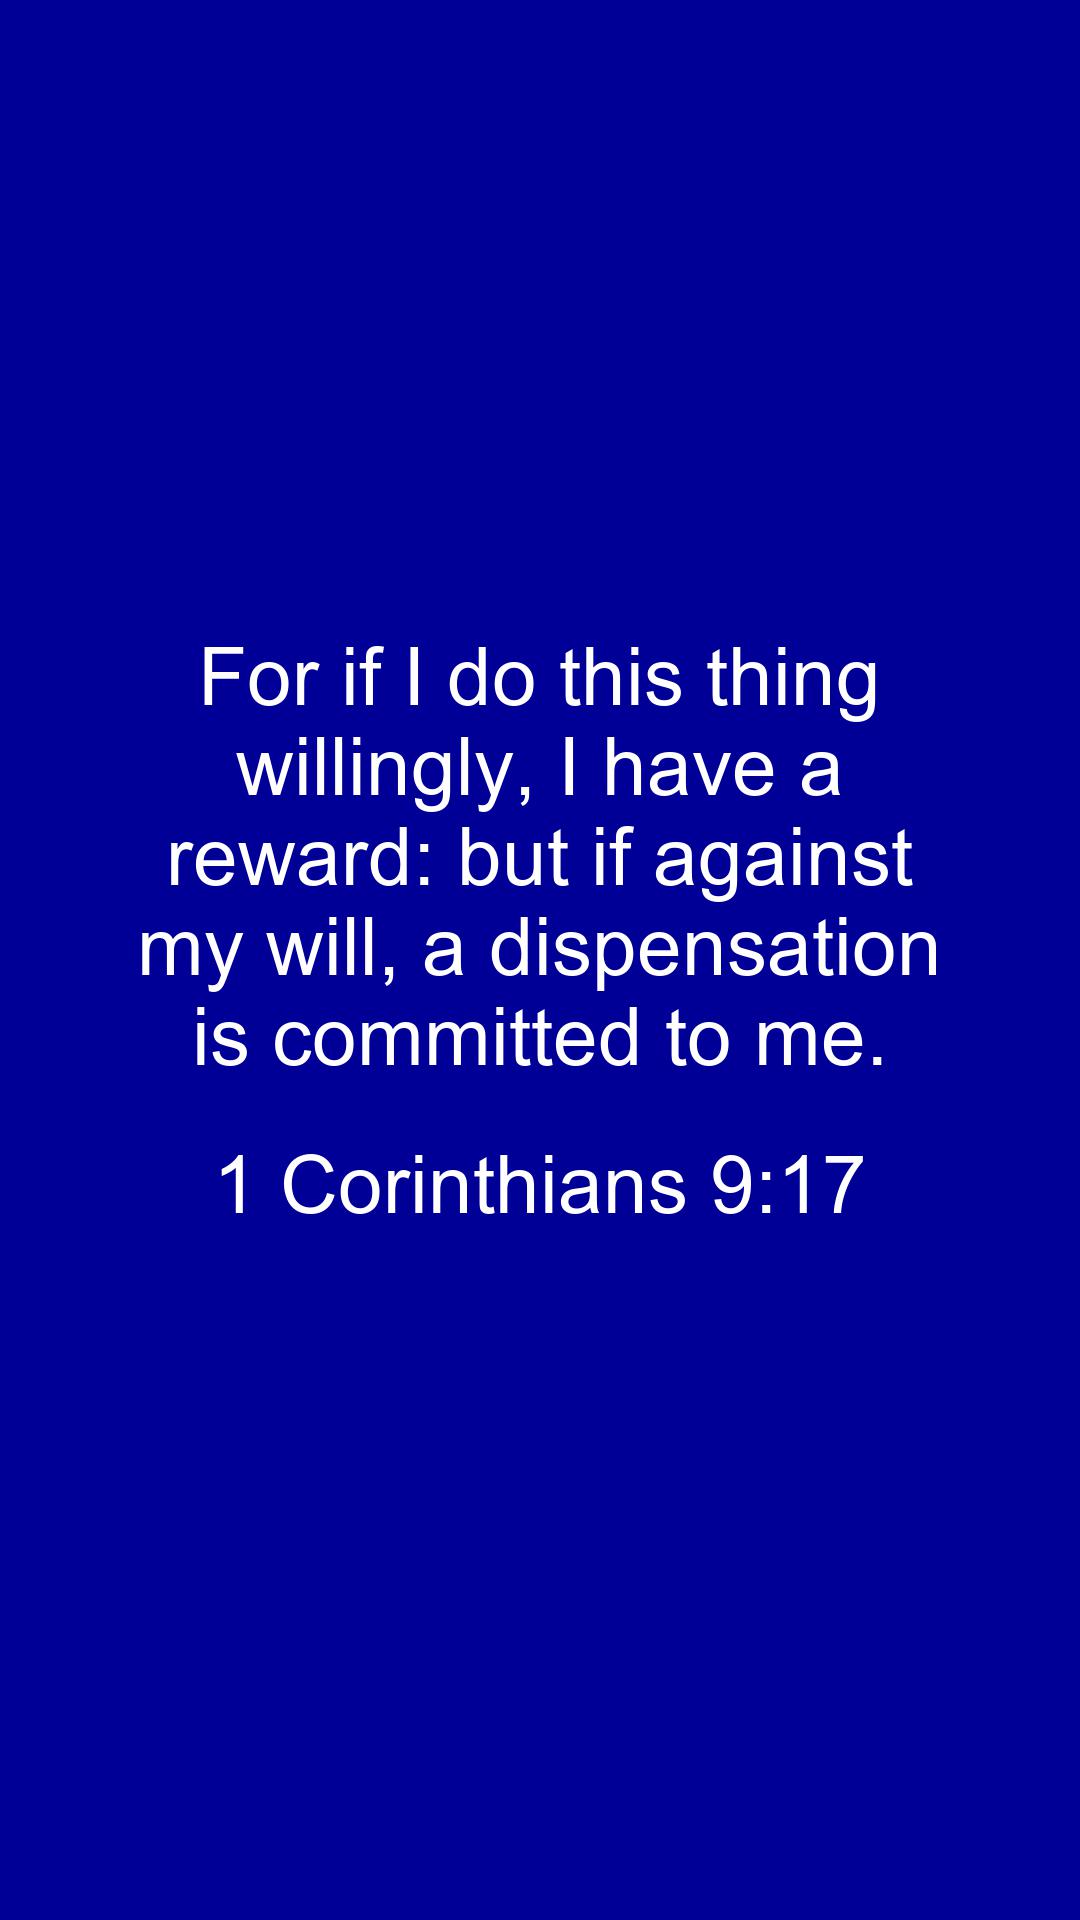 For if I do this thing
willingly, I have a
reward: but if against
my will, a dispensation
is committed to me.
1 Corinthians 9:17